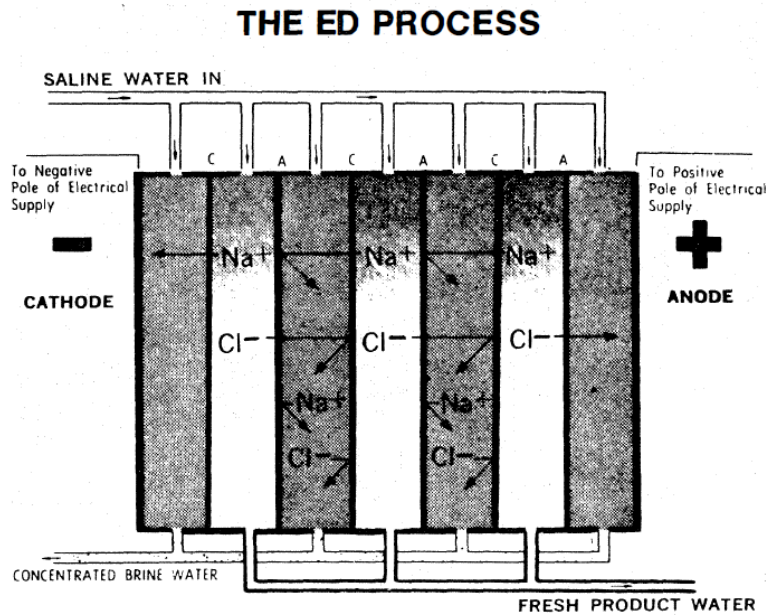 THE ED PROCESS
SALINE WATER IN
C A C A C A
To Negative
Pole of Electrical
Supply
To Positive
Pole of Electrical
Supply
−
+
CATHODE
ANODE
Na+ Na+ Na+
Cl− Cl− Cl−
Na+ Na+
Cl− Cl−
CONCENTRATED BRINE WATER
FRESH PRODUCT WATER